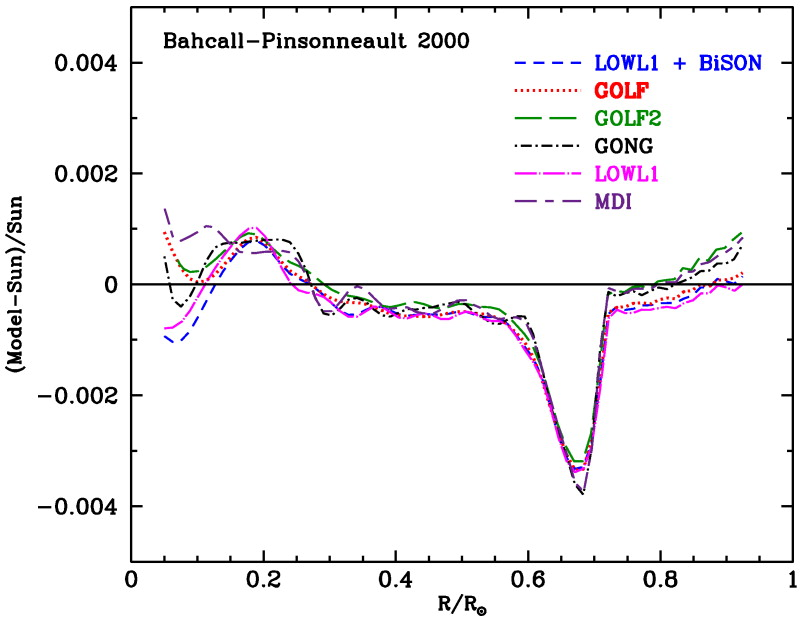 Bahcall-Pinsonneault 2000
LOWL1 + BiSON
GOLF
GOLF2
GONG
LOWL1
MDI
(Model-Sun)/Sun
0.004
0.002
0
-0.002
-0.004
0 0.2 0.4 0.6 0.8 1
R/R☉